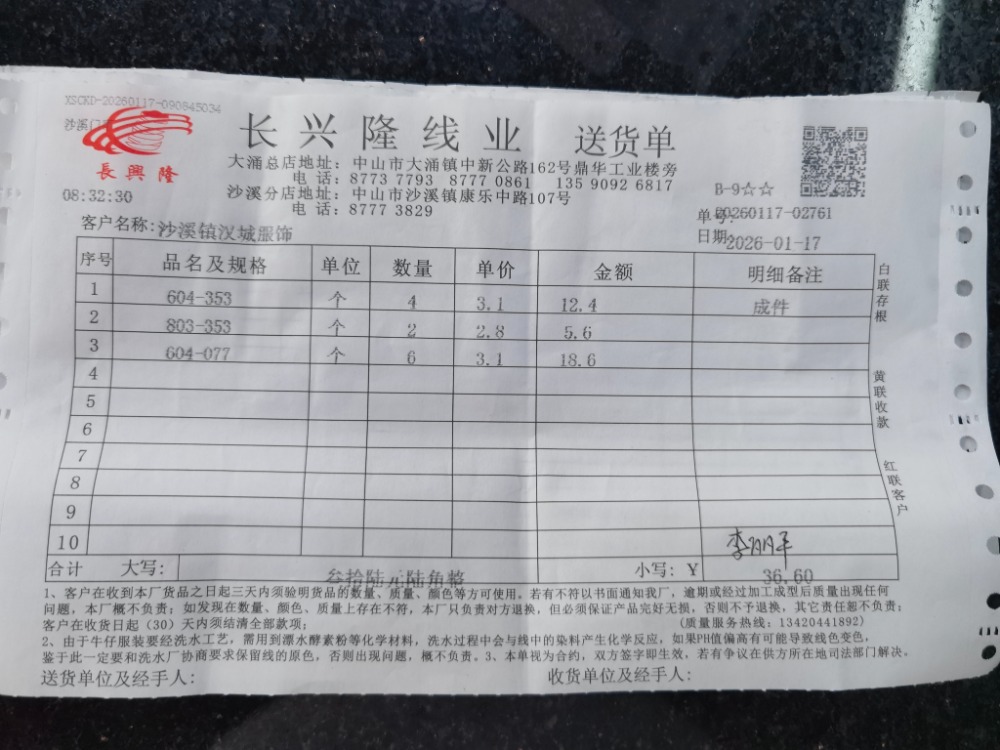 XSCKD-20260117-090845034
沙溪门
長興隆
长兴隆线业 送货单
大涌总店地址：中山市大涌镇中新公路162号鼎华工业楼旁
电话：8773 7793 8777 0861 135 9092 6817
沙溪分店地址：中山市沙溪镇康乐中路107号
电话：8777 3829
08:32:30
B-9☆☆
单号:20260117-02761
客户名称:沙溪镇汉城服饰
日期:2026-01-17
序号 品名及规格 单位 数量 单价 金额 明细备注
1 604-353 个 4 3.1 12.4 成件
2 803-353 个 2 2.8 5.6
3 604-077 个 6 3.1 18.6
4
5
6
7
8
9
10
合计 大写：叁拾陆元陆角整 小写：￥36.60
白联存根
黄联收款
红联客户
1、客户在收到本厂货品之日起三天内须验明货品的数量、质量、颜色等方可使用。若有不符以书面通知我厂，逾期或经过加工成型后质量出现任何
问题，本厂概不负责；如发现在数量、颜色、质量上存在不符，本厂只负责对方退换，但必须保证产品完好无损，否则不予退换，其它责任恕不负责；
客户在收货日起（30）天内须结清全部款项； （质量服务热线：13420441892）
2、由于牛仔服装要经洗水工艺，需用到漂水酵素粉等化学材料，洗水过程中会与线中的染料产生化学反应，如果PH值偏高有可能导致线色变色，
鉴于此一定要和洗水厂协商要求保留线的原色，否则出现问题，概不负责。3、本单视为合约，双方签字即生效，若有争议在供方所在地司法部门解决。
送货单位及经手人： 收货单位及经手人：